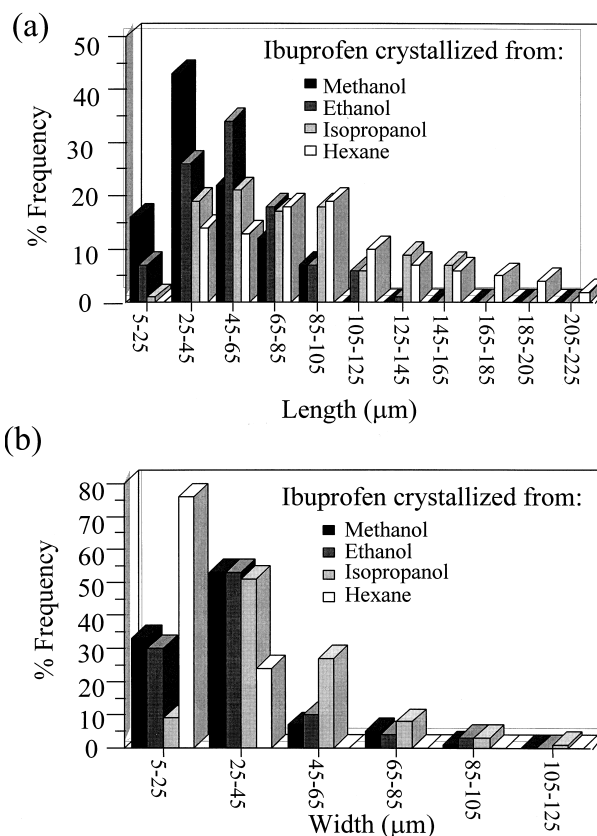 (a)
50
40
30
20
10
0
% Frequency
Ibuprofen crystallized from:
Methanol
Ethanol
Isopropanol
Hexane
5-25
25-45
45-65
65-85
85-105
105-125
125-145
145-165
165-185
185-205
205-225
Length (μm)
(b)
80
70
60
50
40
30
20
10
0
% Frequency
Ibuprofen crystallized from:
Methanol
Ethanol
Isopropanol
Hexane
5-25
25-45
45-65
65-85
85-105
105-125
Width (μm)